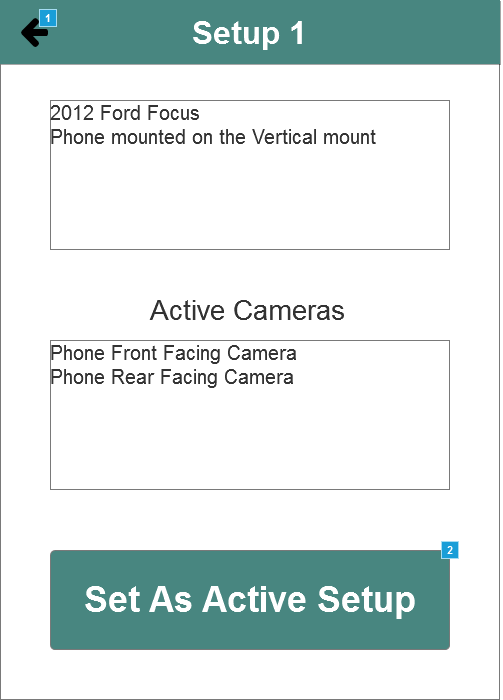 1
Setup 1
2012 Ford Focus
Phone mounted on the Vertical mount
Active Cameras
Phone Front Facing Camera
Phone Rear Facing Camera
2
Set As Active Setup